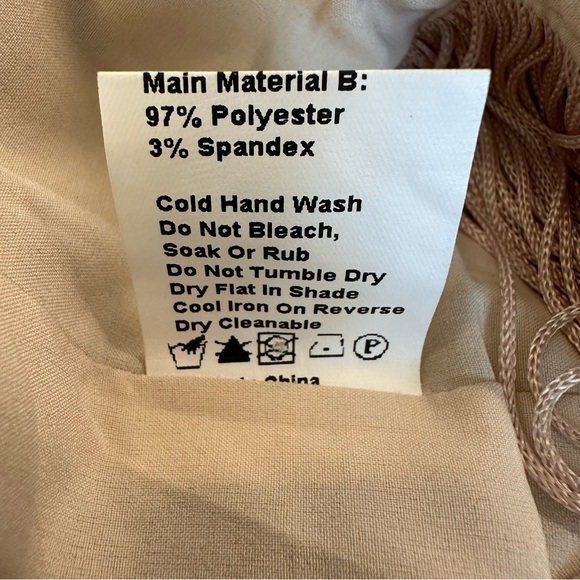 Main Material B:
97% Polyester
3% Spandex
Cold Hand Wash
Do Not Bleach,
Soak Or Rub
Do Not Tumble Dry
Dry Flat In Shade
Cool Iron On Reverse
Dry Cleanable
P
China